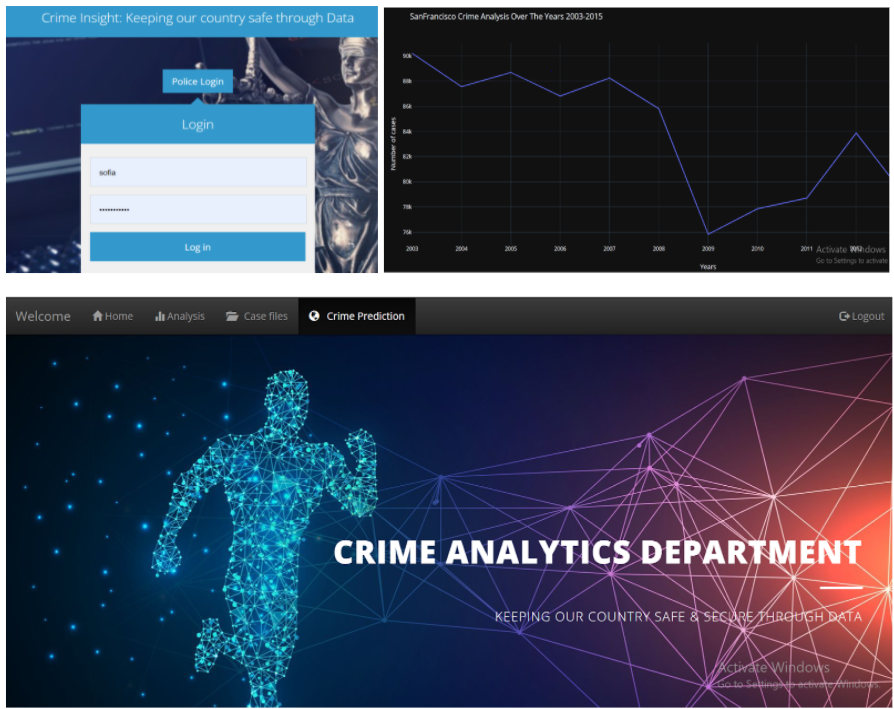 Crime Insight: Keeping our country safe through Data
Police Login
Login
sofia
•••••••••••
Log in
SanFrancisco Crime Analysis Over The Years 2003-2015
Number of cases
90k
88k
86k
84k
82k
80k
78k
76k
2003 2004 2005 2006 2007 2008 2009 2010 2011 2012
Years
Activate Windows
Go to Settings to activate
Welcome Home Analysis Case files Crime Prediction Logout
CRIME ANALYTICS DEPARTMENT
KEEPING OUR COUNTRY SAFE & SECURE THROUGH DATA
Activate Windows
Go to Settings to activate Windows.